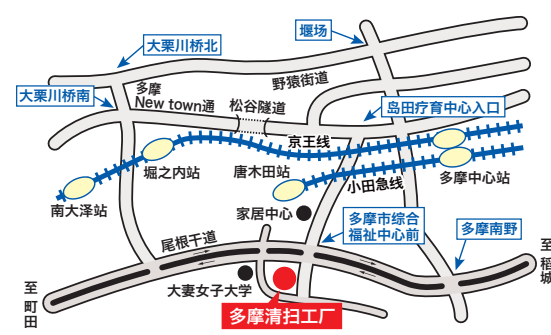 堰场
大栗川桥北
野猿街道
大栗川桥南
多摩
New town通
松谷隧道
岛田疗育中心入口
京王线
堀之内站
唐木田站
小田急线
多摩中心站
南大泽站
家居中心
多摩市综合
福祉中心前
多摩南野
尾根干道
至
稻
城
大妻女子大学
至
町
田
多摩清扫工厂